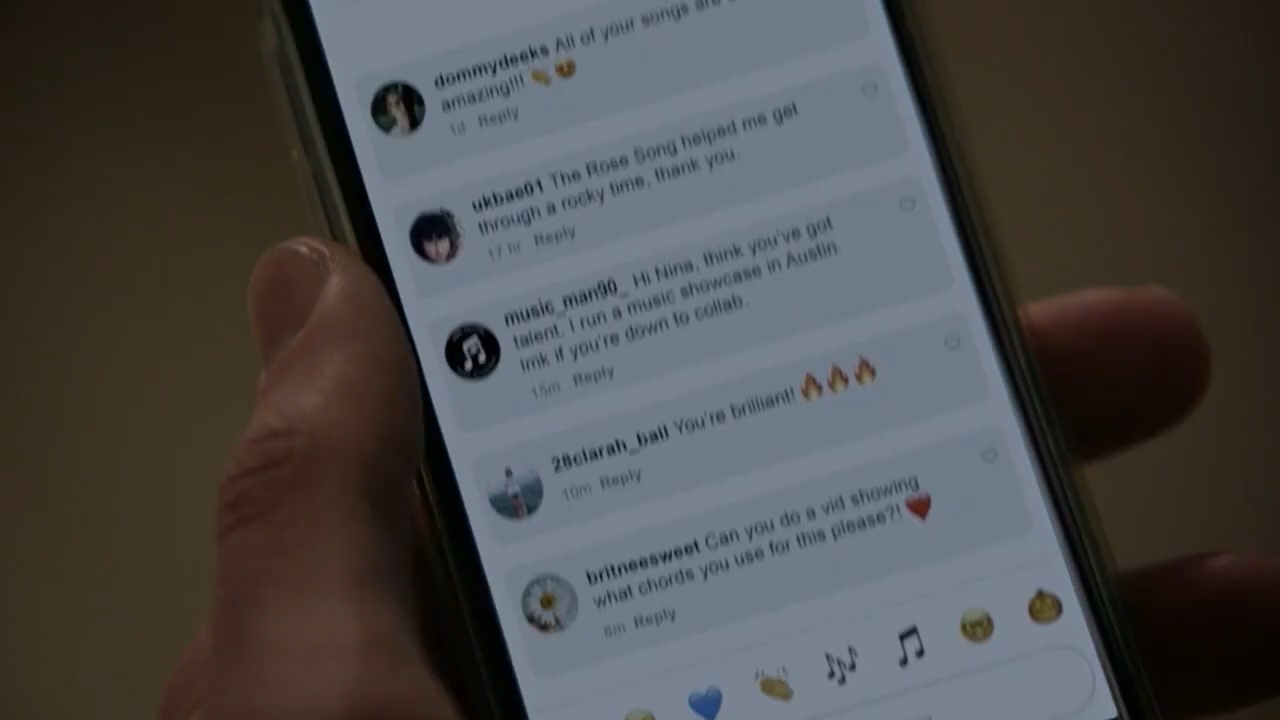 dommydeeks All of your songs are
amazing!!! 👏 😍
1d Reply
ukbae01 The Rose Song helped me get
through a rocky time, thank you.
17 hr Reply
music_man90_ Hi Nina, think you've got
talent. I run a music showcase in Austin
lmk if you're down to collab.
15m Reply
28clarah_ball You're brilliant! 🔥🔥🔥
10m Reply
britneesweet Can you do a vid showing
what chords you use for this please?! ❤️
6m Reply